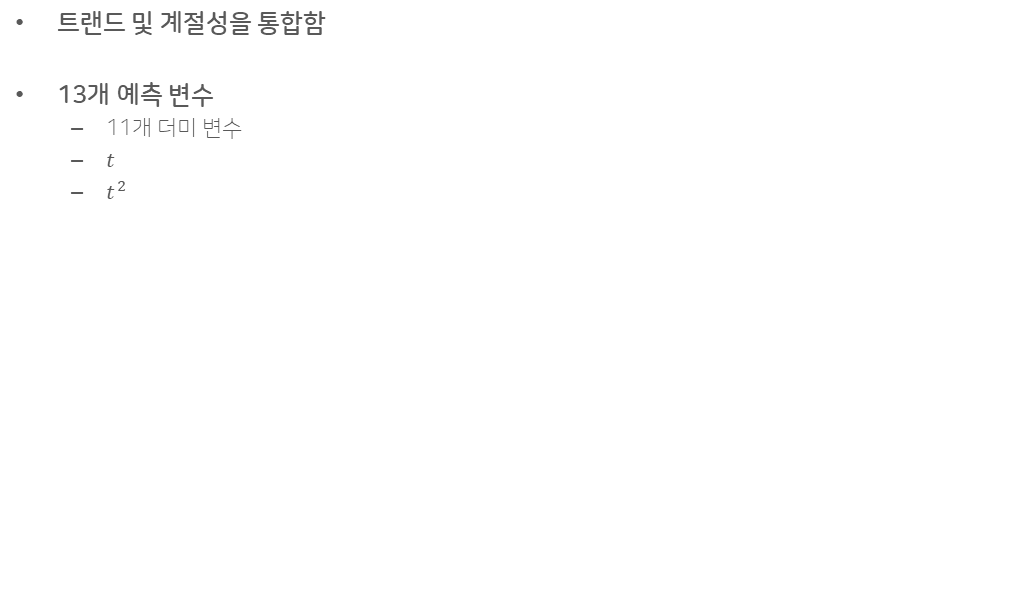 • 트랜드 및 계절성을 통합함
• 13개 예측 변수
– 11개 더미 변수
– t
– t²